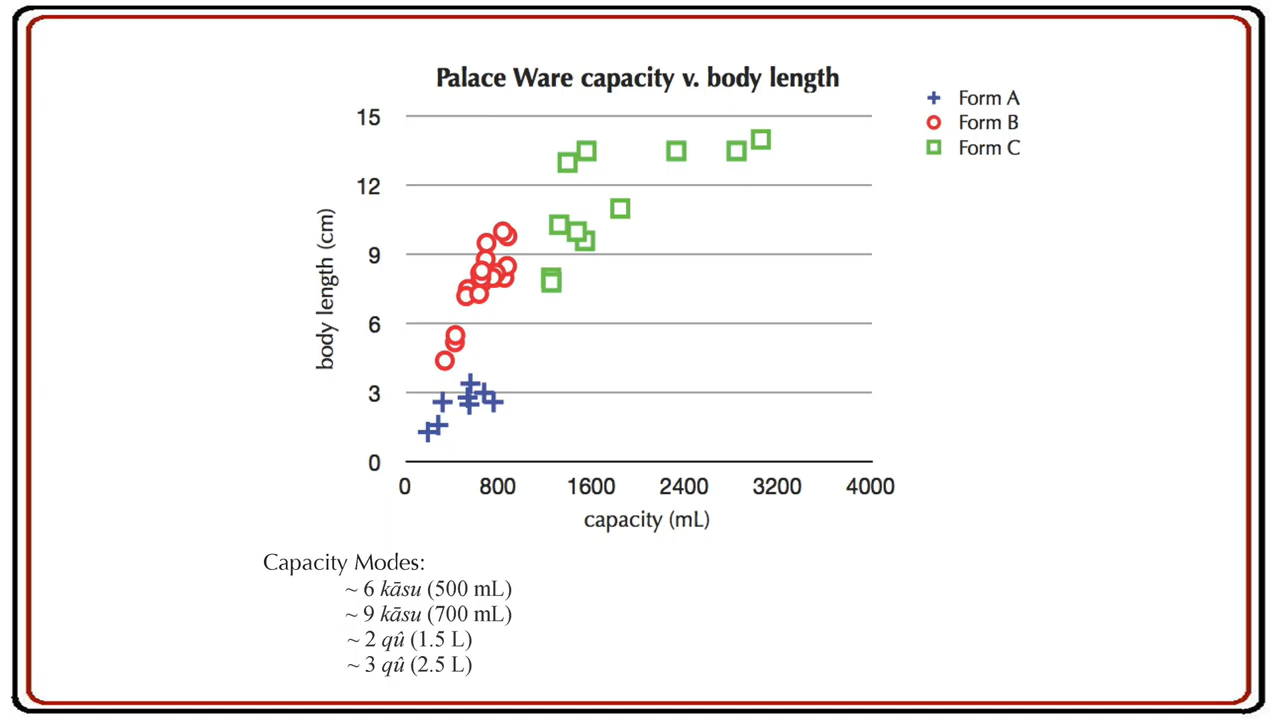 Palace Ware capacity v. body length
Form A
Form B
Form C
15
12
9
6
3
0
body length (cm)
0 800 1600 2400 3200 4000
capacity (mL)
Capacity Modes:
~ 6 kāsu (500 mL)
~ 9 kāsu (700 mL)
~ 2 qû (1.5 L)
~ 3 qû (2.5 L)